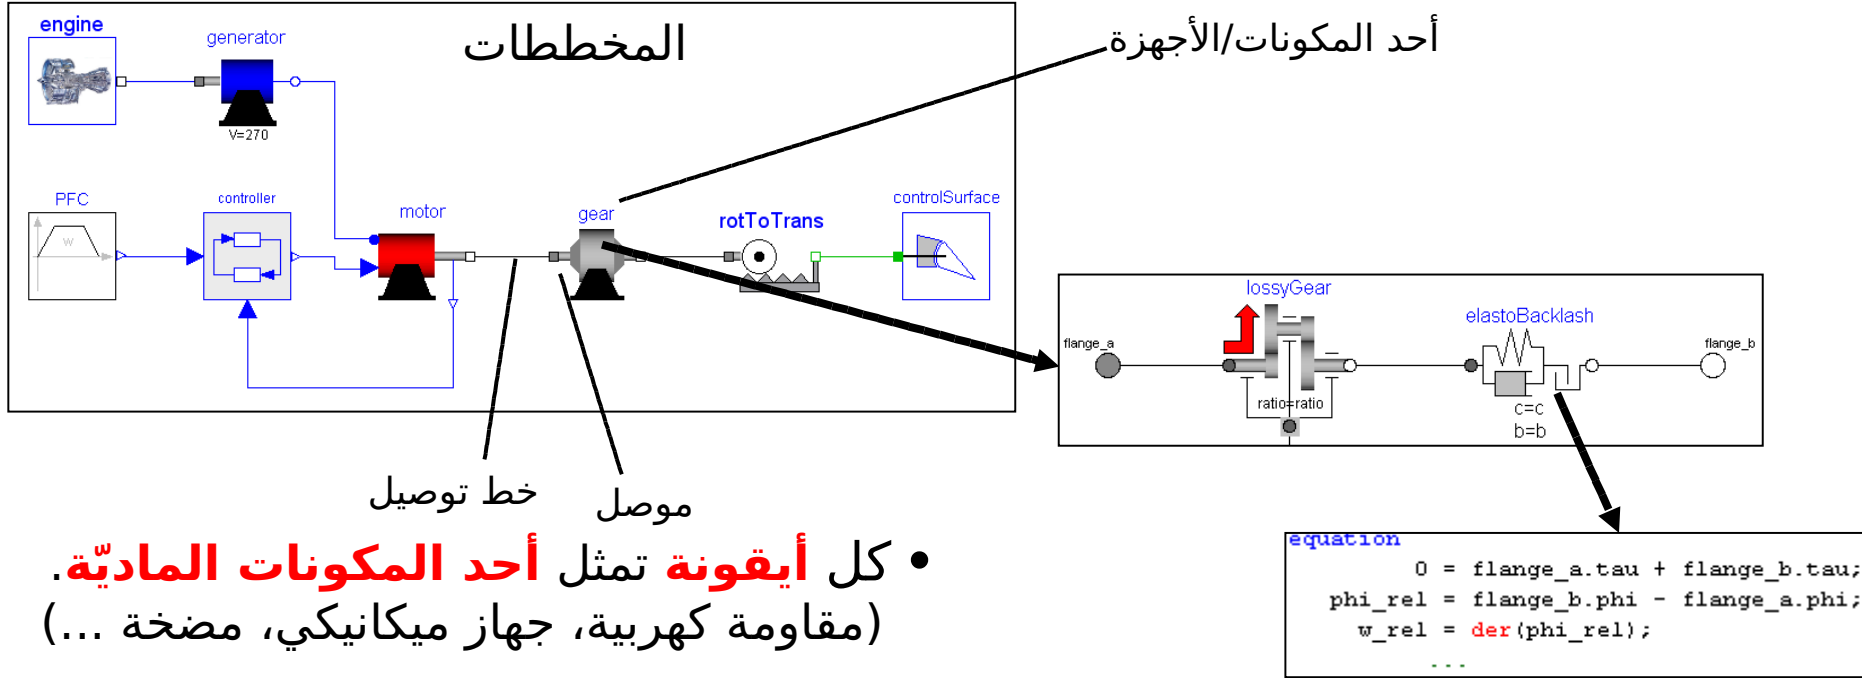 engine
generator
المخططات
أحد المكونات/الأجهزة
V=270
PFC
controller
motor
gear
rotToTrans
controlSurface
w
lossyGear
elastoBacklash
flange_a
flange_b
ratio=ratio
c=c
b=b
خط توصيل
موصل
• كل أيقونة تمثل أحد المكونات الماديّة.
(مقاومة كهربية، جهاز ميكانيكي، مضخة ...)
equation
0 = flange_a.tau + flange_b.tau;
phi_rel = flange_b.phi - flange_a.phi;
w_rel = der(phi_rel);
...